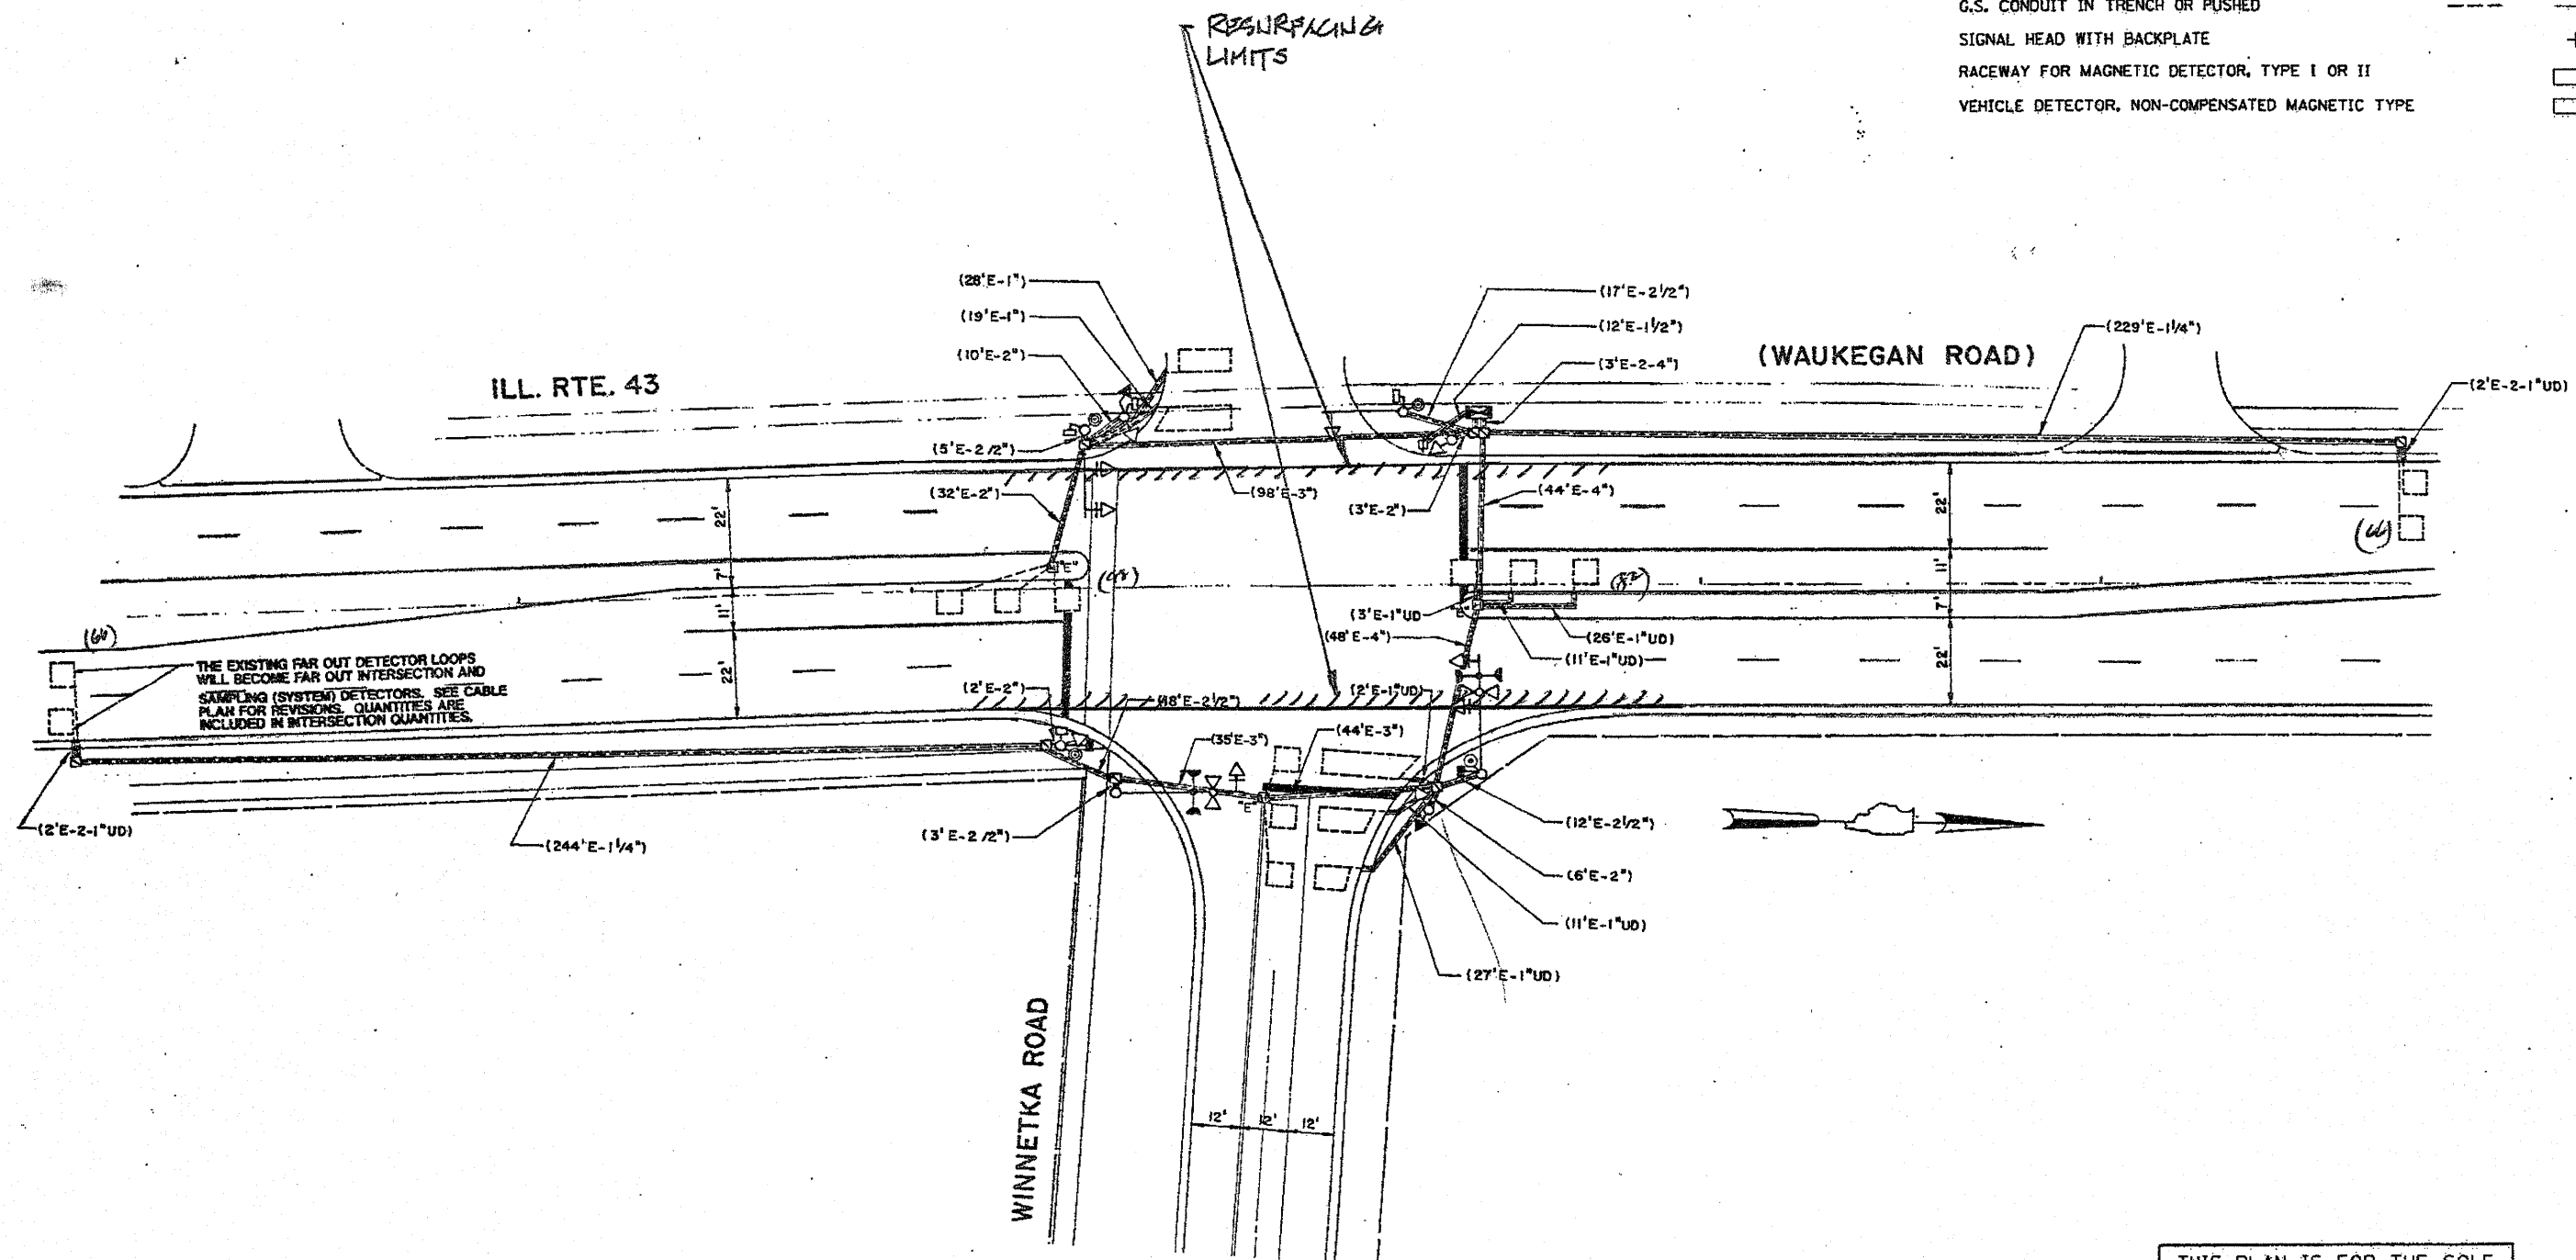 RESURFACING
LIMITS
G.S. CONDUIT IN TRENCH OR PUSHED
SIGNAL HEAD WITH BACKPLATE
RACEWAY FOR MAGNETIC DETECTOR, TYPE I OR II
VEHICLE DETECTOR, NON-COMPENSATED MAGNETIC TYPE
(28'E-1")
(19'E-1")
(10'E-2")
(17'E-2 1/2")
(12'E-1 1/2")
(3'E-2-4")
(WAUKEGAN ROAD)
(229'E-1 1/4")
(2'E-2-1"UD)
ILL. RTE. 43
(5'E-2 /2")
(32'E-2")
(98'E-3")
(3'E-2")
(44'E-4")
22'
22'
(66)
"E"
7'
11'
11'
7'
(3'E-1"UD
(48'E-4")
(26'E-1"UD)
(11'E-1"UD)
22'
22'
(66)
THE EXISTING FAR OUT DETECTOR LOOPS
WILL BECOME FAR OUT INTERSECTION AND
SAMPLING (SYSTEM) DETECTORS. SEE CABLE
PLAN FOR REVISIONS. QUANTITIES ARE
INCLUDED IN INTERSECTION QUANTITIES.
(2'E-2")
(2'E-1"UD)
(35'E-3")
(44'E-3")
"E"
(2'E-2-1"UD)
(244'E-1 1/4")
(3' E-2 /2")
(12'E-2 1/2")
(6'E-2")
(11'E-1"UD)
(27'E-1"UD)
WINNETKA ROAD
12'
12'
12'
THIS PLAN IS FOR THE SOLE